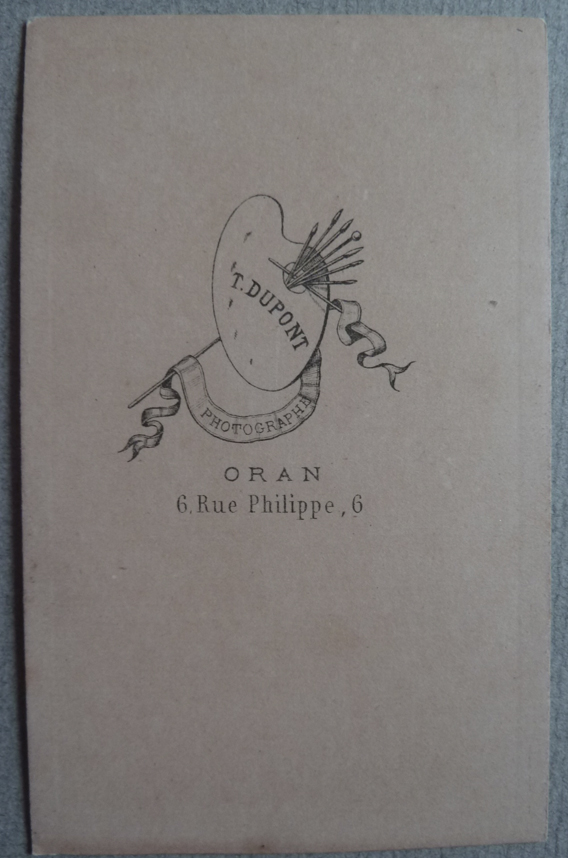 T. DUPONT
PHOTOGRAPHE
ORAN
6, Rue Philippe, 6